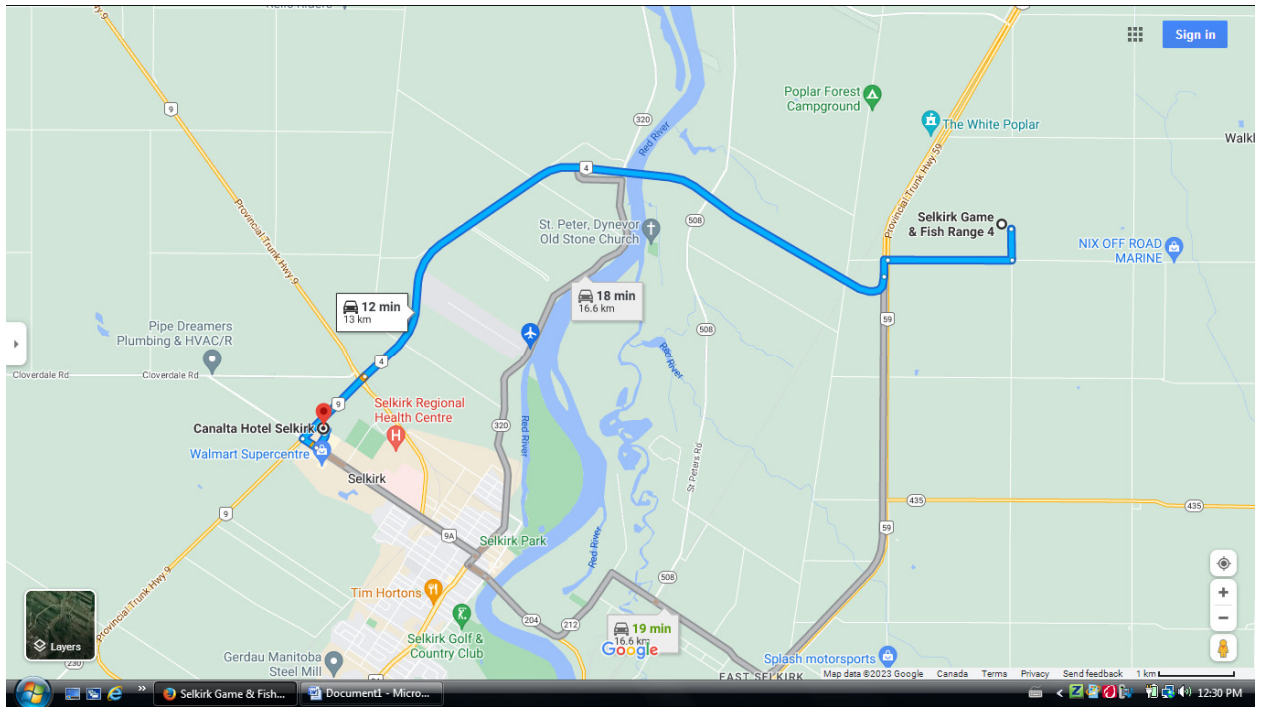 9
320
Red River
Poplar Forest
Campground
The White Poplar
Sign in
4
Provincial Trunk Hwy 59
Provincial Trunk Hwy 9
St. Peter, Dynevor
Old Stone Church
508
Selkirk Game
& Fish Range 4
NIX OFF ROAD
MARINE
12 min
13 km
18 min
16.6 km
59
508
Pipe Dreamers
Plumbing & HVAC/R
Red River
4
Cloverdale Rd
Cloverdale Rd
9
Selkirk Regional
Health Centre
H
Canalta Hotel Selkirk
Walmart Supercentre
320
Red River
St Peters Rd
Selkirk
9
435
435
9A
59
Selkirk Park
Red River
508
Provincial Trunk Hwy 9
Tim Hortons
204
212
19 min
16.6 km
Google
Layers
Selkirk Golf &
Country Club
Gerdau Manitoba
Steel Mill
230
Splash motorsports
EAST SELKIRK
Map data ©2023 Google
Canada
Terms
Privacy
Send feedback
1 km
Selkirk Game & Fish...
Document1 - Micro...
12:30 PM